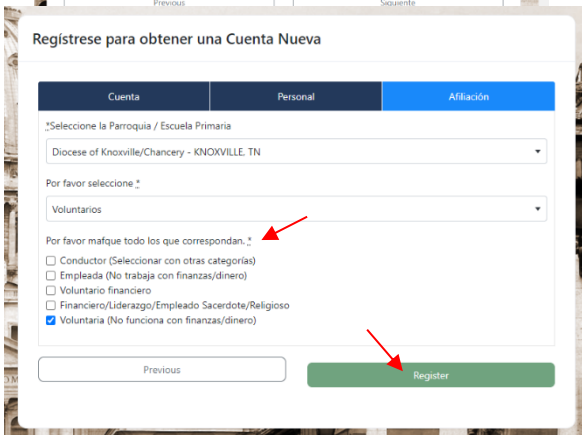 Previous Siguiente
Regístrese para obtener una Cuenta Nueva
Cuenta Personal Afiliación
*Seleccione la Parroquia / Escuela Primaria
Diocese of Knoxville/Chancery - KNOXVILLE, TN
Por favor seleccione *
Voluntarios
Por favor mafque todo los que correspondan. *
Conductor (Seleccionar con otras categorías)
Empleada (No trabaja con finanzas/dinero)
Voluntario financiero
Financiero/Liderazgo/Empleado Sacerdote/Religioso
Voluntaria (No funciona con finanzas/dinero)
Previous Register